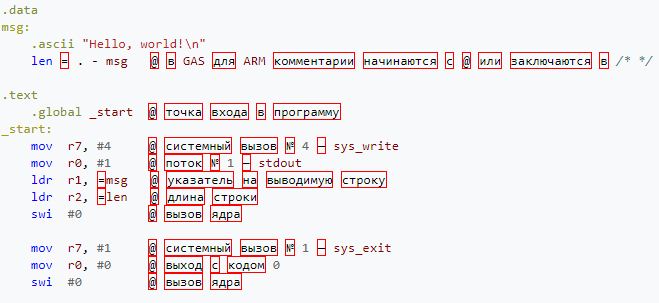 .data
msg:
    .ascii "Hello, world!\n"
    len = . - msg   @ в GAS для ARM комментарии начинаются с @ или заключаются в /* */

.text
    .global _start  @ точка входа в программу
_start:
    mov  r7, #4     @ системный вызов № 4 — sys_write
    mov  r0, #1     @ поток № 1 — stdout
    ldr  r1, =msg   @ указатель на выводимую строку
    ldr  r2, =len   @ длина строки
    swi  #0         @ вызов ядра

    mov  r7, #1     @ системный вызов № 1 — sys_exit
    mov  r0, #0     @ выход с кодом 0
    swi  #0         @ вызов ядра